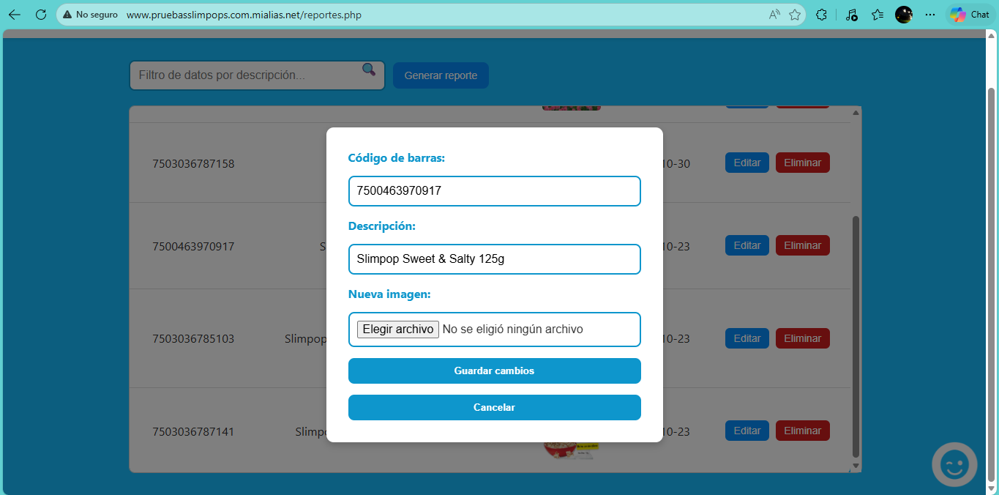 No seguro www.pruebasslimpops.com.mialias.net/reportes.php Chat
Filtro de datos por descripción... Generar reporte
7503036787158 10-30 Editar Eliminar
7500463970917 10-23 Editar Eliminar
7503036785103 Slimpop 10-23 Editar Eliminar
7503036787141 10-23 Editar Eliminar
Código de barras:
7500463970917
Descripción:
Slimpop Sweet & Salty 125g
Nueva imagen:
Elegir archivo No se eligió ningún archivo
Guardar cambios
Cancelar